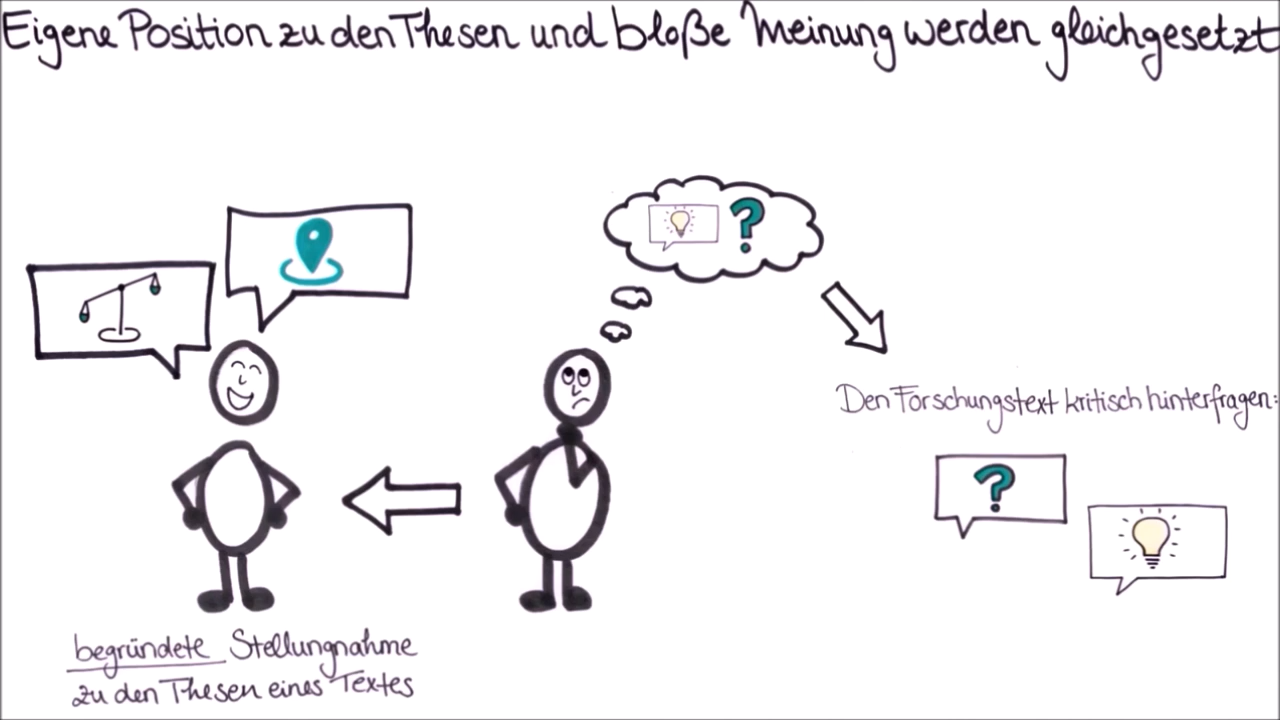 Eigene Position zu den Thesen und bloße Meinung werden gleichgesetzt
?
Den Forschungstext kritisch hinterfragen:
?
begründete Stellungnahme
zu den Thesen eines Textes